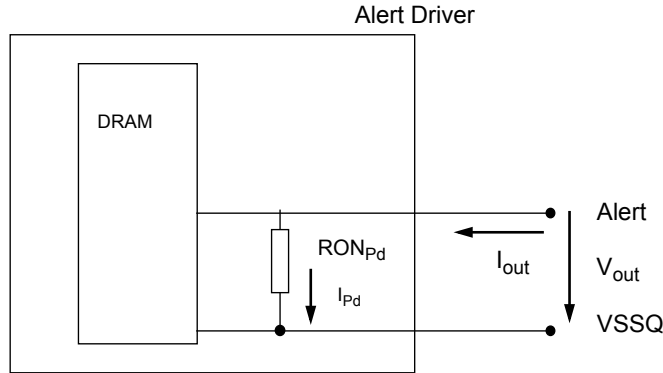 Alert Driver
DRAM
Alert
RON_Pd
I_out
V_out
I_Pd
VSSQ